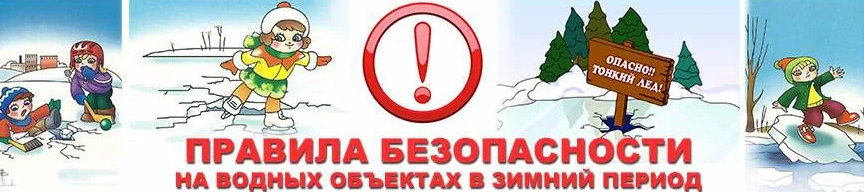 ОПАСНО!!
ТОНКИЙ ЛЕД!
ПРАВИЛА БЕЗОПАСНОСТИ
НА ВОДНЫХ ОБЪЕКТАХ В ЗИМНИЙ ПЕРИОД